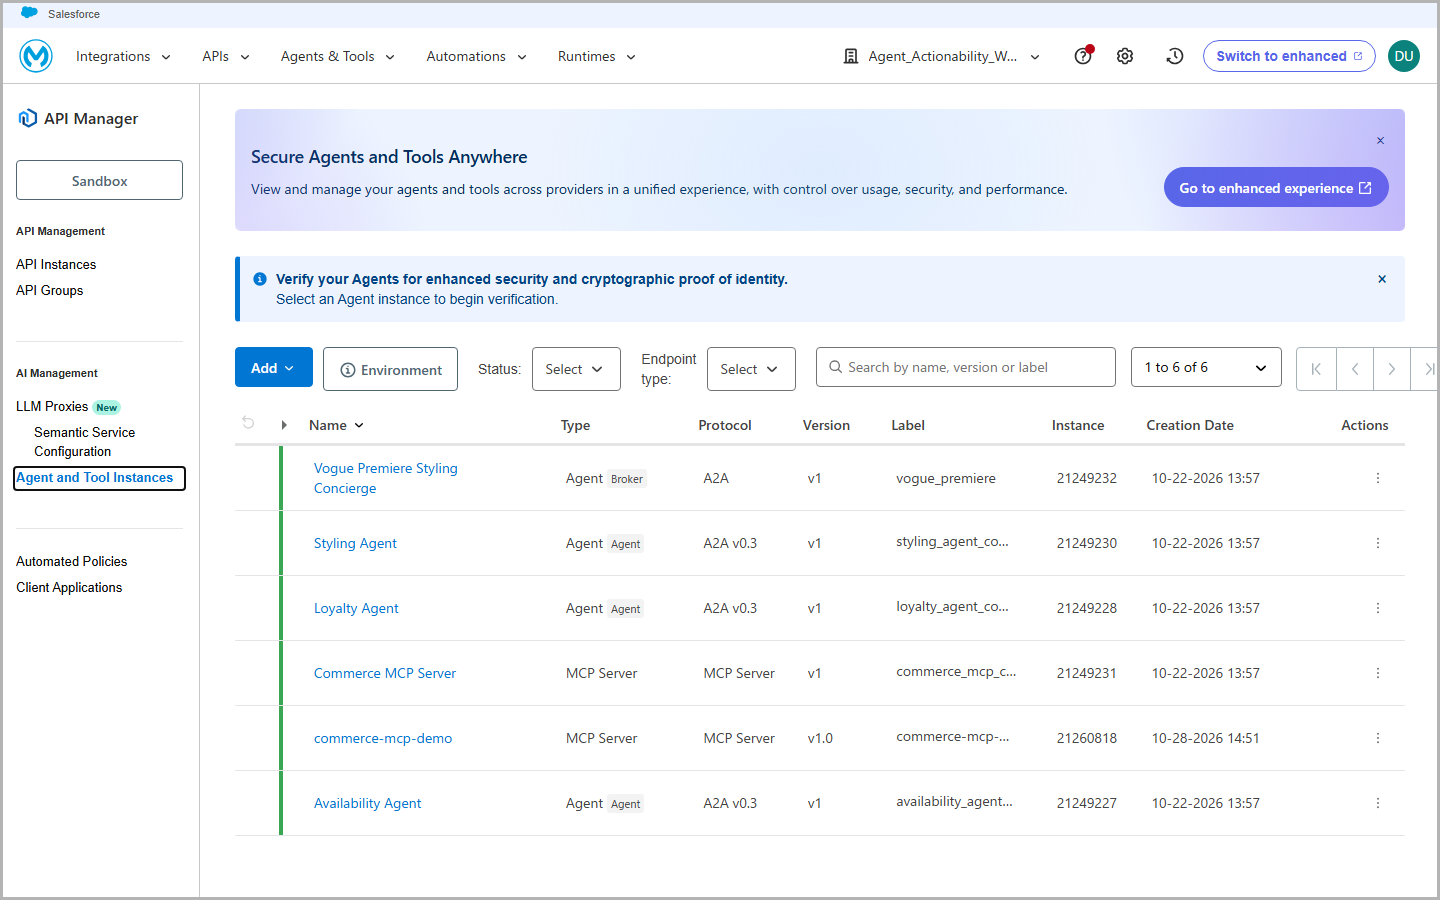 Salesforce
Integrations
APIs
Agents & Tools
Automations
Runtimes
Agent_Actionability_W...
Switch to enhanced
DU
API Manager
Sandbox
API Management
API Instances
API Groups
AI Management
LLM Proxies New
Semantic Service
Configuration
Agent and Tool Instances
Automated Policies
Client Applications
Secure Agents and Tools Anywhere
View and manage your agents and tools across providers in a unified experience, with control over usage, security, and performance.
Go to enhanced experience
Verify your Agents for enhanced security and cryptographic proof of identity.
Select an Agent instance to begin verification.
Add
Environment
Status:
Select
Endpoint
type:
Select
Search by name, version or label
1 to 6 of 6
Name Type Protocol Version Label Instance Creation Date Actions
Vogue Premiere Styling
Concierge
Agent Broker A2A v1 vogue_premiere 21249232 10-22-2026 13:57
Styling Agent Agent Agent A2A v0.3 v1 styling_agent_co... 21249230 10-22-2026 13:57
Loyalty Agent Agent Agent A2A v0.3 v1 loyalty_agent_co... 21249228 10-22-2026 13:57
Commerce MCP Server MCP Server MCP Server v1 commerce_mcp_c... 21249231 10-22-2026 13:57
commerce-mcp-demo MCP Server MCP Server v1.0 commerce-mcp-... 21260818 10-28-2026 14:51
Availability Agent Agent Agent A2A v0.3 v1 availability_agent... 21249227 10-22-2026 13:57